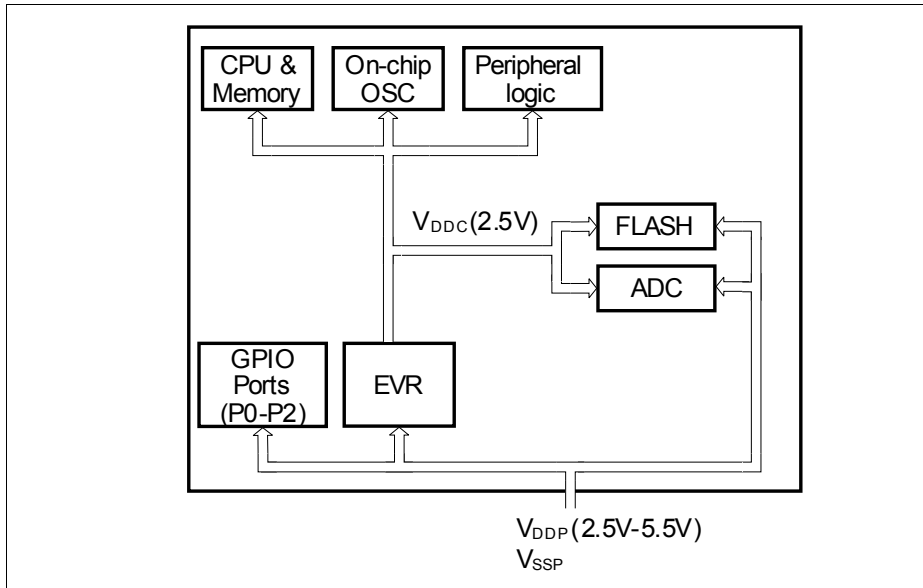 CPU &
Memory
On-chip
OSC
Peripheral
logic
VDDC(2.5V)
FLASH
ADC
GPIO
Ports
(P0-P2)
EVR
VDDP(2.5V-5.5V)
VSSP